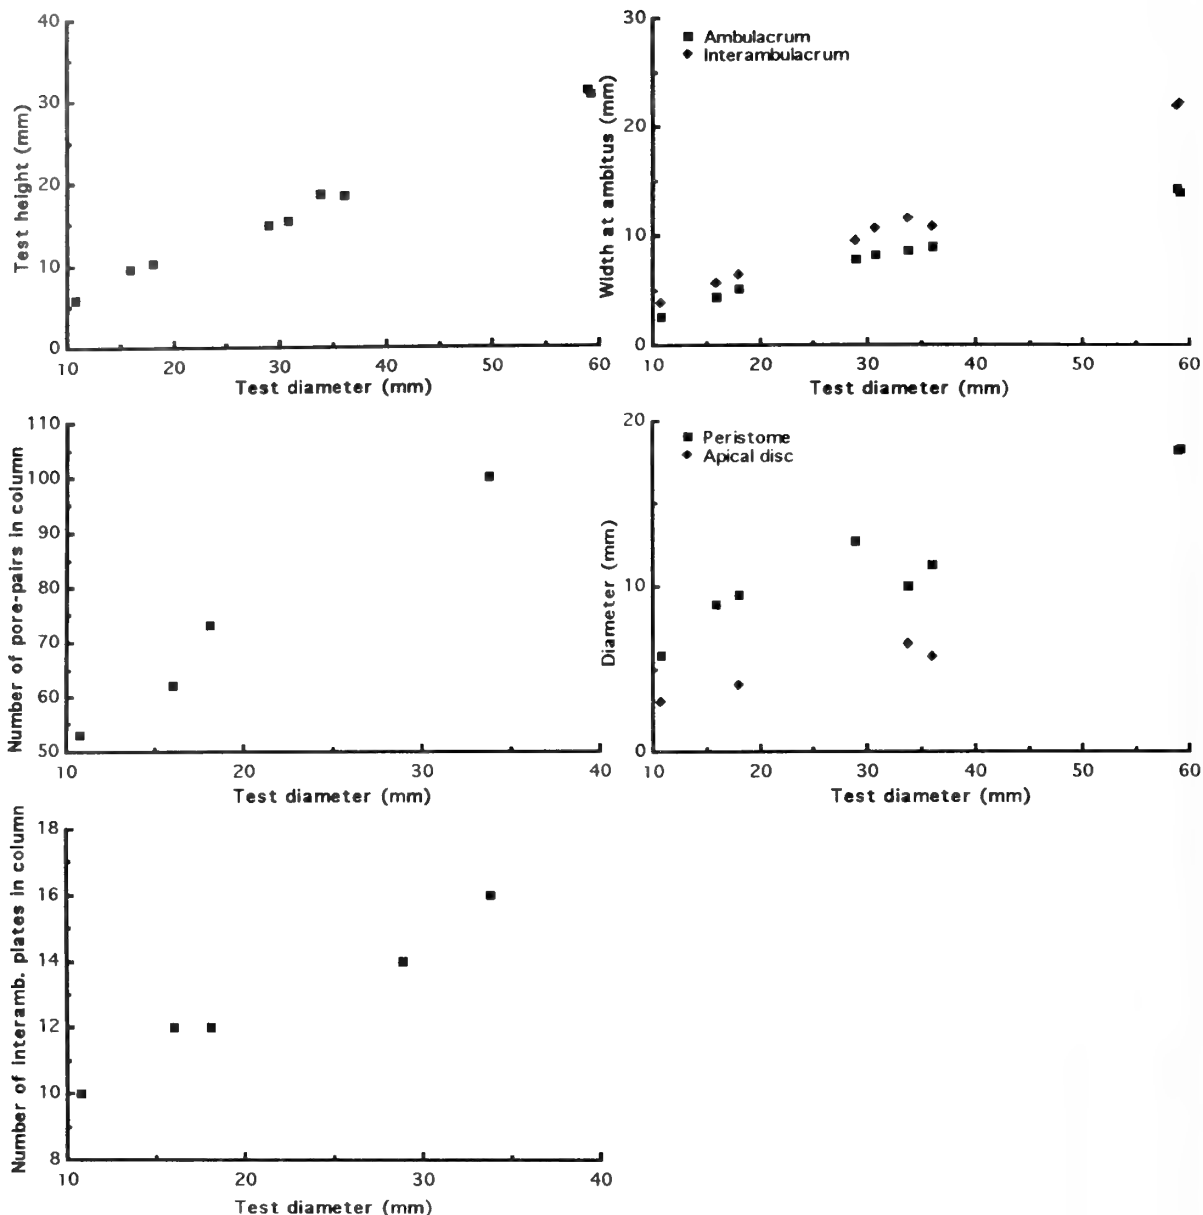 40
30
20
10
0
Test height (mm)
10 20 30 40 50 60
Test diameter (mm)
30
20
10
0
Width at ambitus (mm)
Ambulacrum
Interambulacrum
10 20 30 40 50 60
Test diameter (mm)
110
100
90
80
70
60
50
Number of pore-pairs in column
10 20 30 40
Test diameter (mm)
20
10
0
Diameter (mm)
Peristome
Apical disc
10 20 30 40 50 60
Test diameter (mm)
18
16
14
12
10
8
Number of interamb. plates in column
10 20 30 40
Test diameter (mm)